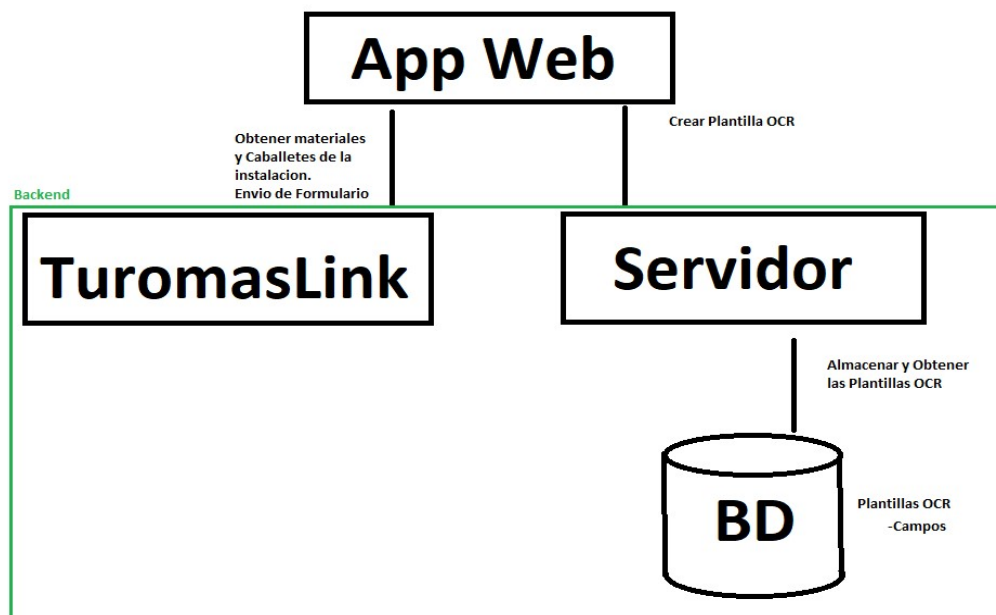 App Web
Obtener materiales
y Caballetes de la
instalacion.
Envio de Formulario
Crear Plantilla OCR
Backend
TuromasLink
Servidor
Almacenar y Obtener
las Plantillas OCR
BD
Plantillas OCR
-Campos